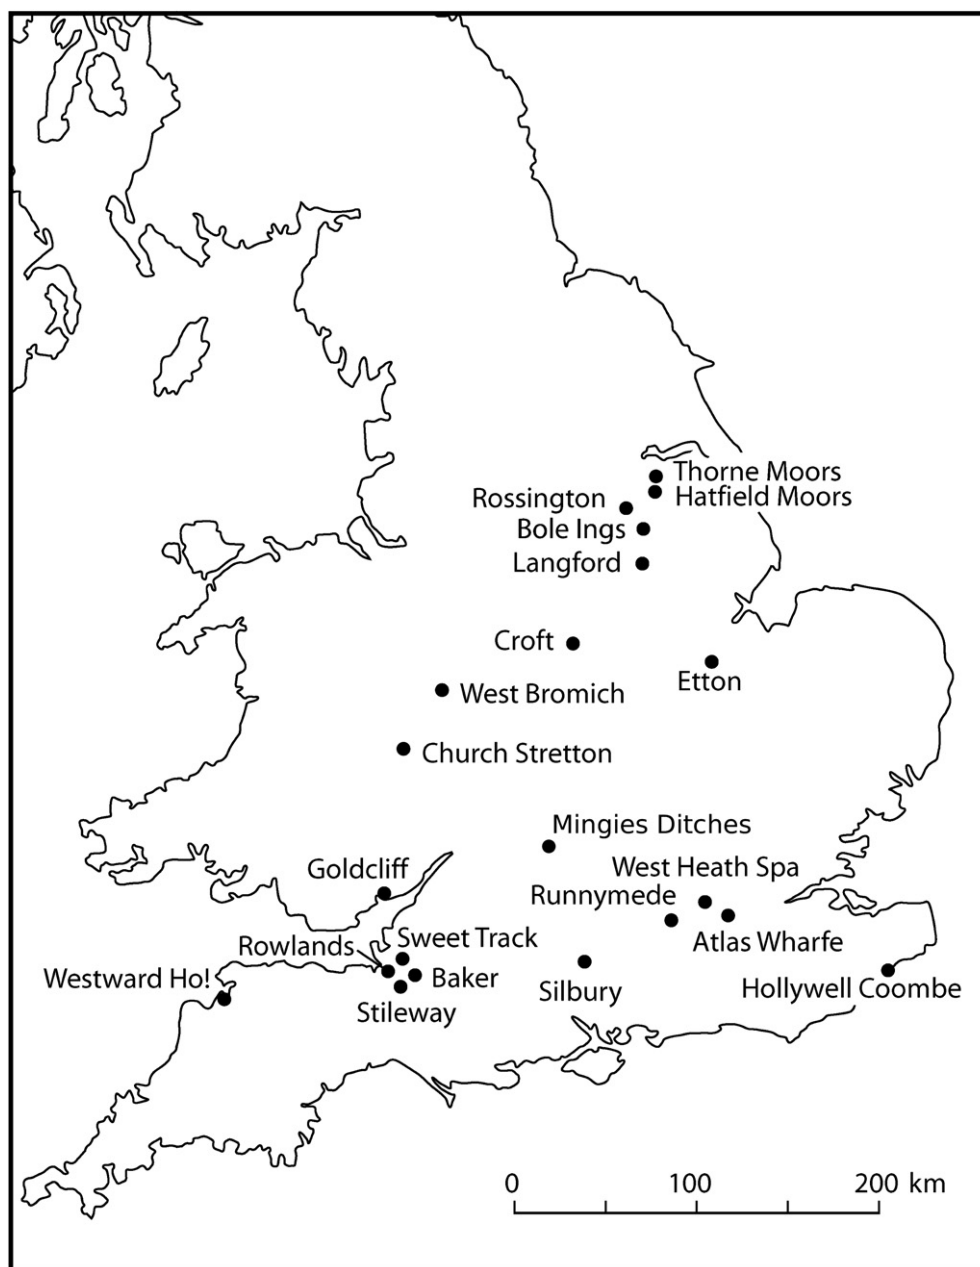 Thorne Moors
Rossington
Hatfield Moors
Bole Ings
Langford
Croft
Etton
West Bromich
Church Stretton
Mingies Ditches
Goldcliff
West Heath Spa
Runnymede
Rowlands
Sweet Track
Atlas Wharfe
Westward Ho!
Baker
Silbury
Hollywell Coombe
Stileway
0 100 200 km